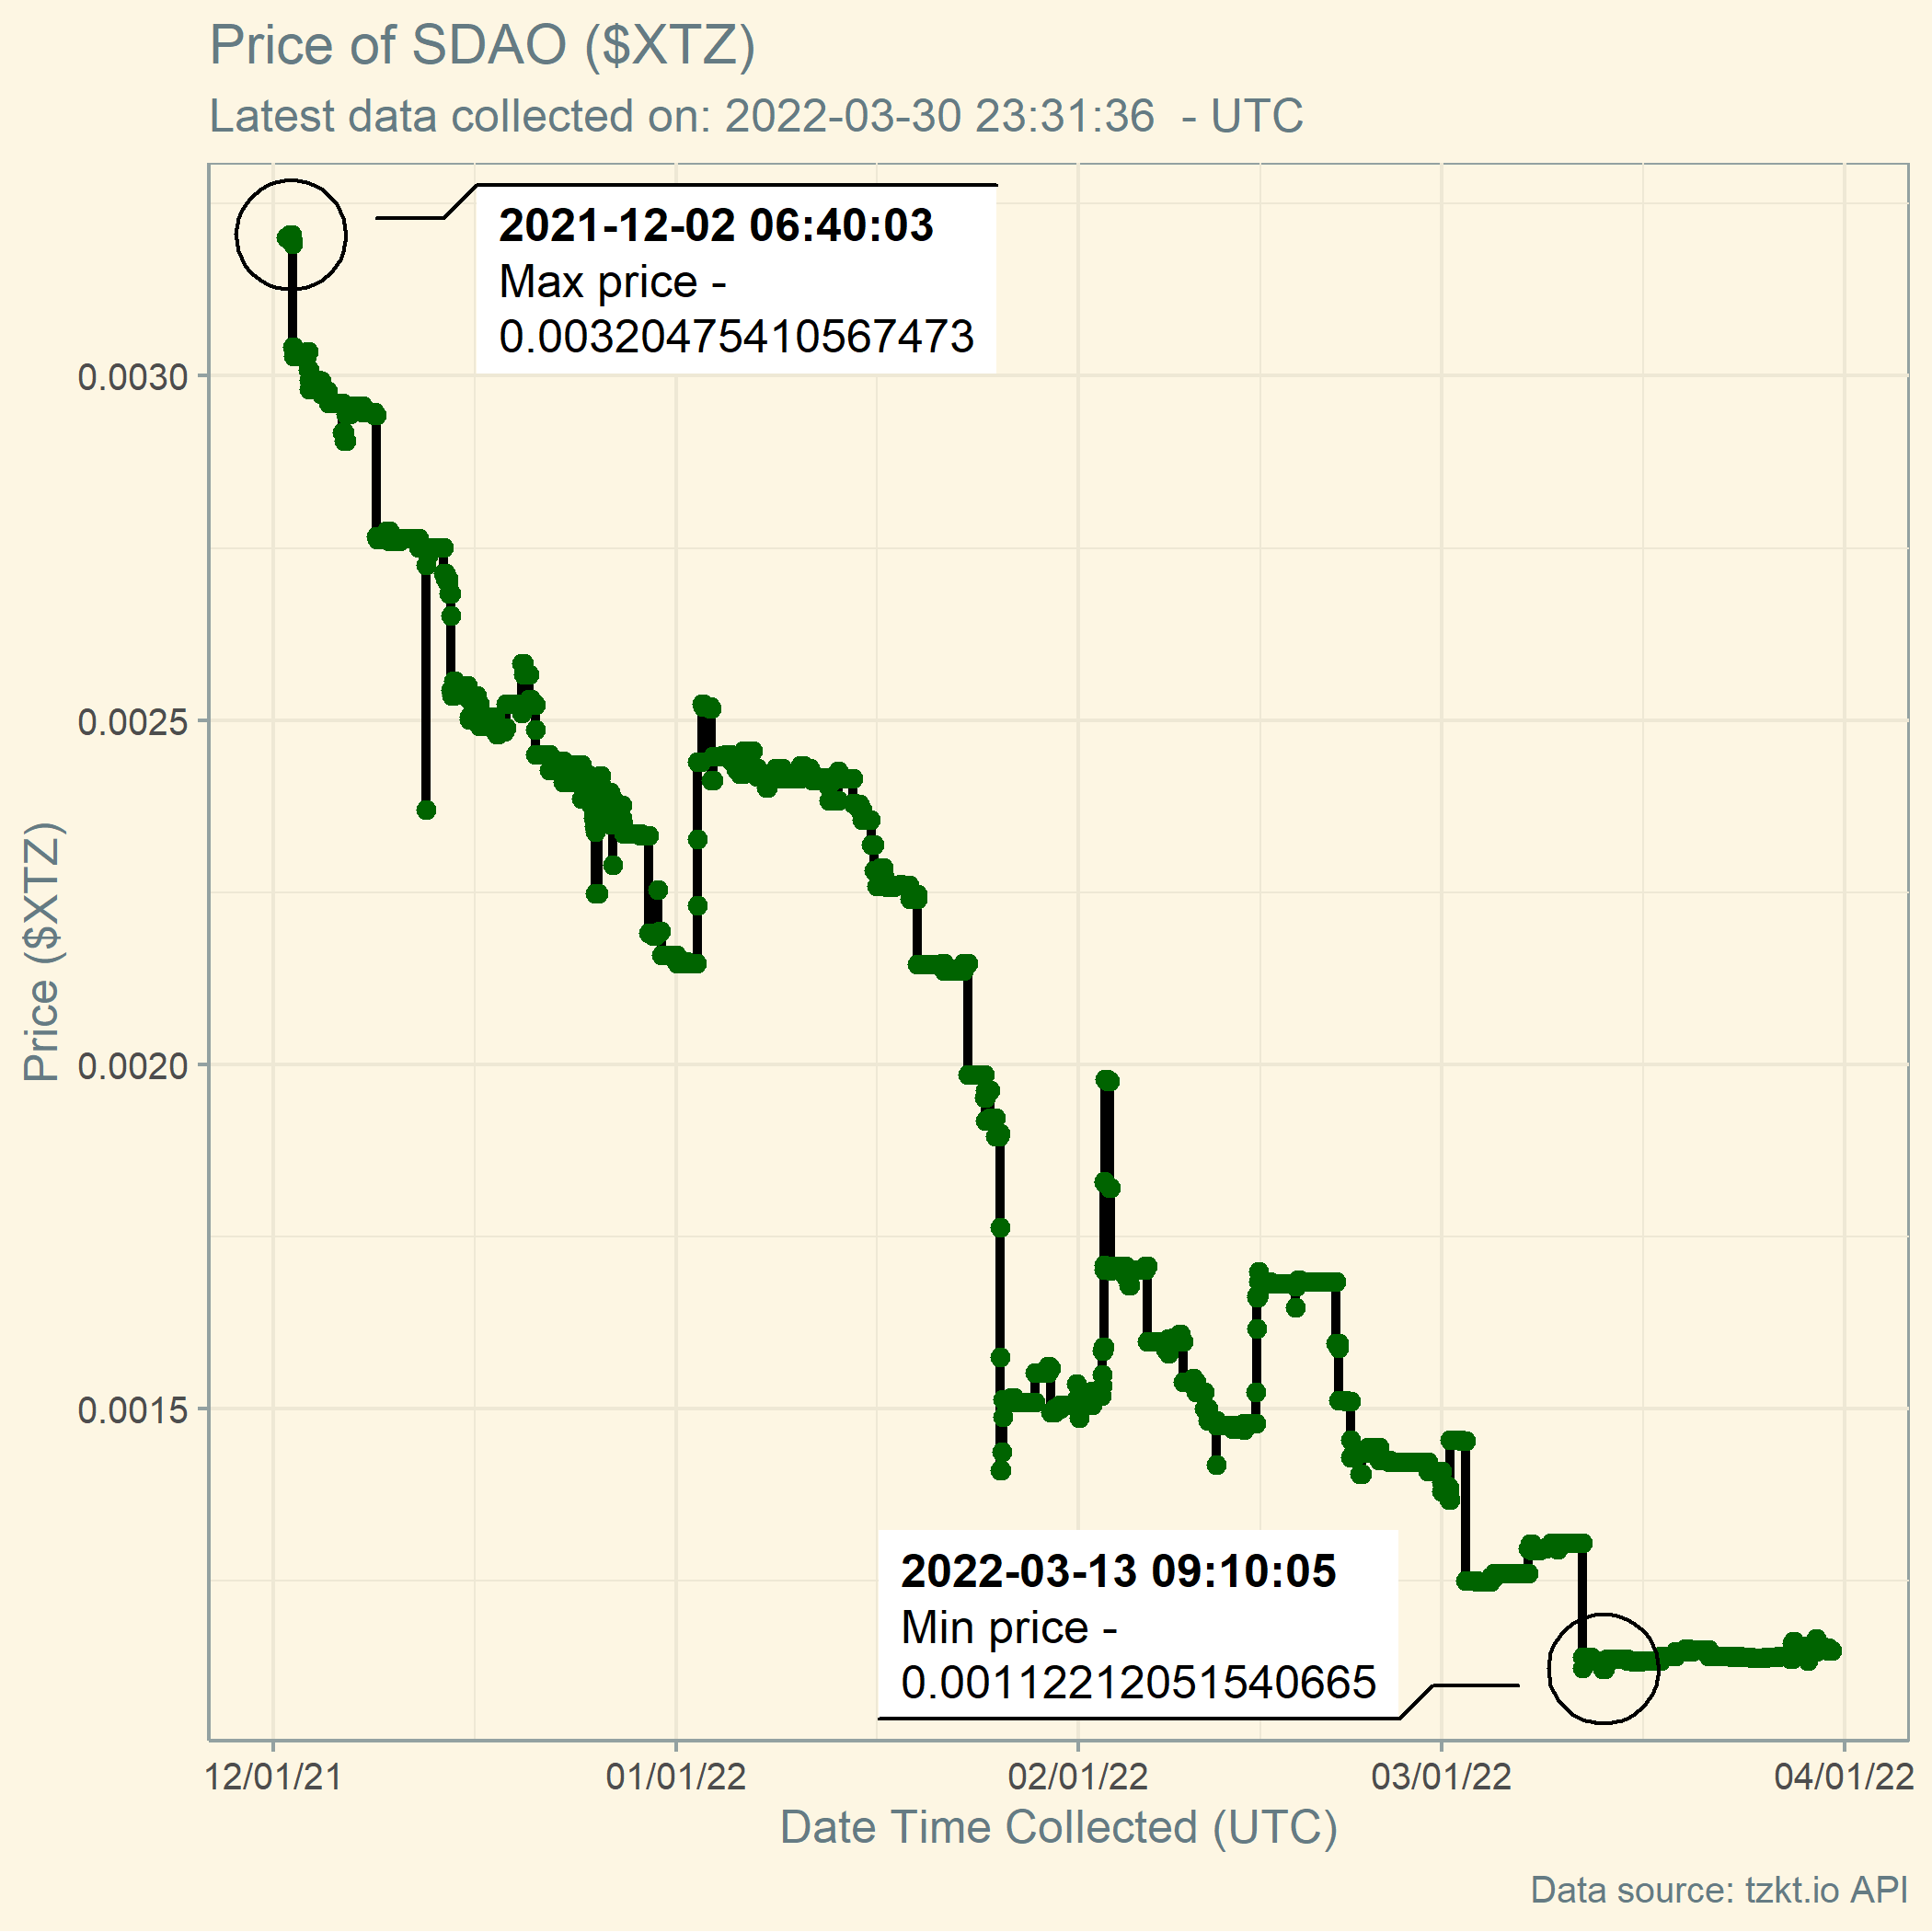 Price of SDAO ($XTZ)
Latest data collected on: 2022-03-30 23:31:36  - UTC
2021-12-02 06:40:03
Max price -
0.00320475410567473
0.0030
0.0025
0.0020
0.0015
Price ($XTZ)
2022-03-13 09:10:05
Min price -
0.00112212051540665
12/01/21
01/01/22
02/01/22
03/01/22
04/01/22
Date Time Collected (UTC)
Data source: tzkt.io API